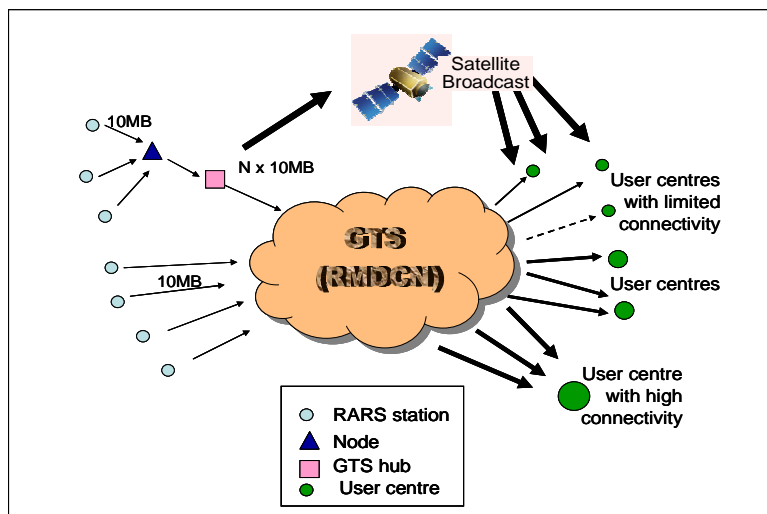 Satellite
Broadcast
10MB
N x 10MB
User centres
with limited
connectivity
GTS
(RMDCN)
10MB
User centres
User centre
with high
connectivity
RARS station
Node
GTS hub
User centre